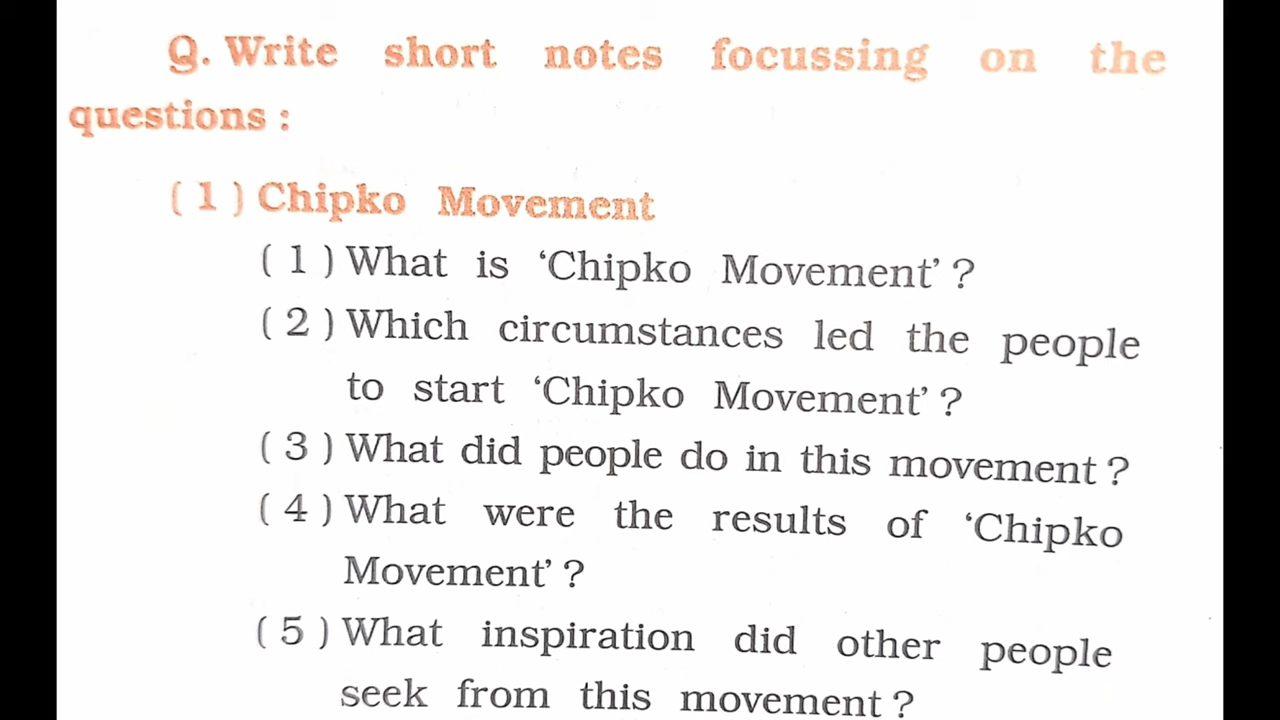 Q. Write short notes focussing on the
questions :
( 1 ) Chipko Movement
( 1 ) What is ‘Chipko Movement’ ?
( 2 ) Which circumstances led the people
to start ‘Chipko Movement’ ?
( 3 ) What did people do in this movement ?
( 4 ) What were the results of ‘Chipko
Movement’ ?
( 5 ) What inspiration did other people
seek from this movement ?